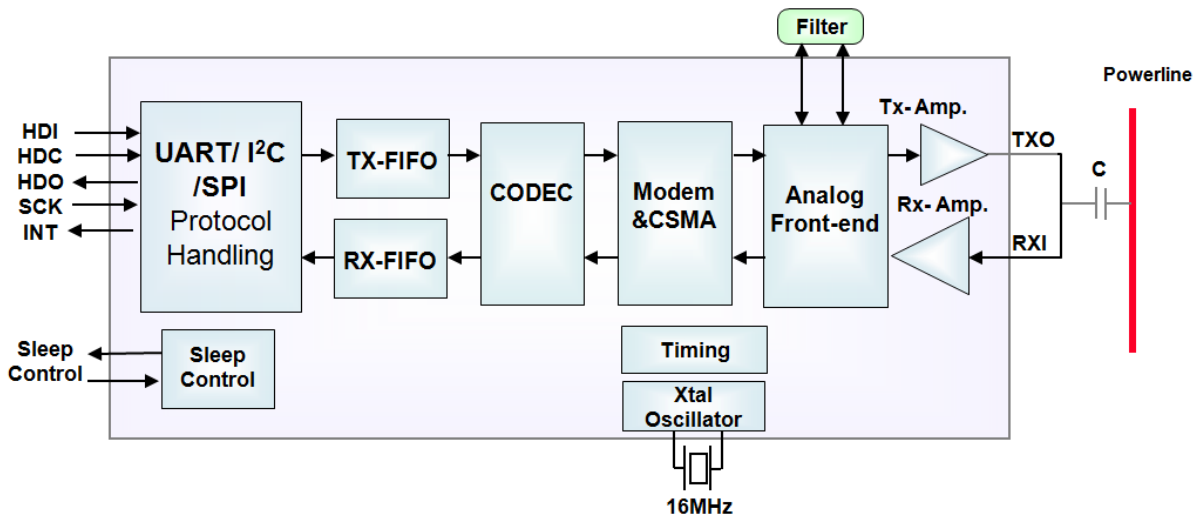 Filter
Powerline
Tx- Amp.
HDI
HDC
HDO
SCK
INT
UART/ I²C
/SPI
Protocol
Handling
TX-FIFO
RX-FIFO
CODEC
Modem
&CSMA
Analog
Front-end
TXO
C
Rx- Amp.
RXI
Sleep
Control
Sleep
Control
Timing
Xtal
Oscillator
16MHz